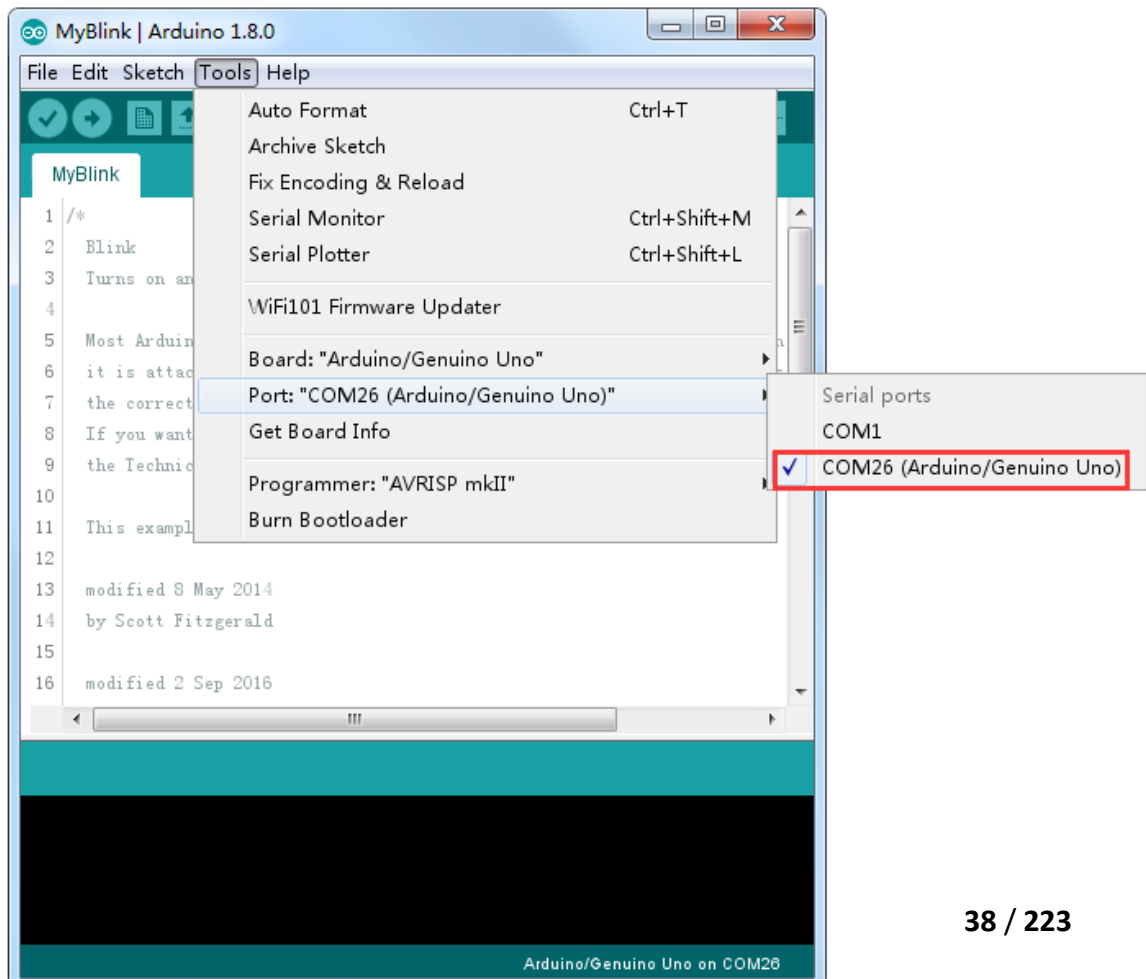 MyBlink | Arduino 1.8.0
File Edit Sketch Tools Help
Auto Format Ctrl+T
Archive Sketch
Fix Encoding & Reload
Serial Monitor Ctrl+Shift+M
Serial Plotter Ctrl+Shift+L
WiFi101 Firmware Updater
Board: "Arduino/Genuino Uno"
Port: "COM26 (Arduino/Genuino Uno)"
Get Board Info
Programmer: "AVRISP mkII"
Burn Bootloader
Serial ports
COM1
COM26 (Arduino/Genuino Uno)
MyBlink
1 /*
2 Blink
3 Turns on an
4
5 Most Arduin
6 it is attac
7 the correct
8 If you want
9 the Technic
10
11 This exampl
12
13 modified 8 May 2014
14 by Scott Fitzgerald
15
16 modified 2 Sep 2016
Arduino/Genuino Uno on COM26
38 / 223